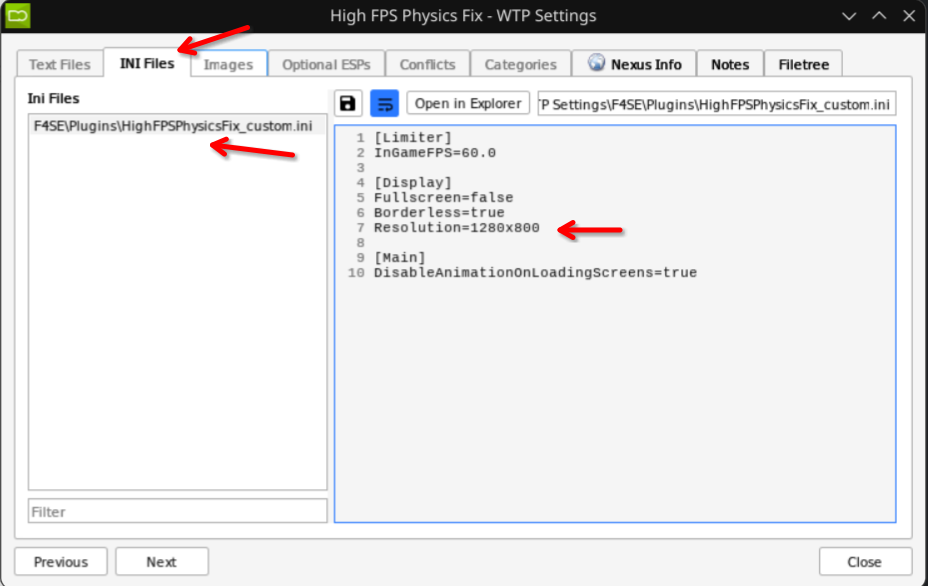 High FPS Physics Fix - WTP Settings
Text Files
INI Files
Images
Optional ESPs
Conflicts
Categories
Nexus Info
Notes
Filetree
Ini Files
Open in Explorer
'P Settings\F4SE\Plugins\HighFPSPhysicsFix_custom.ini
F4SE\Plugins\HighFPSPhysicsFix_custom.ini
1 [Limiter]
2 InGameFPS=60.0
3
4 [Display]
5 Fullscreen=false
6 Borderless=true
7 Resolution=1280x800
8
9 [Main]
10 DisableAnimationOnLoadingScreens=true
Filter
Previous
Next
Close